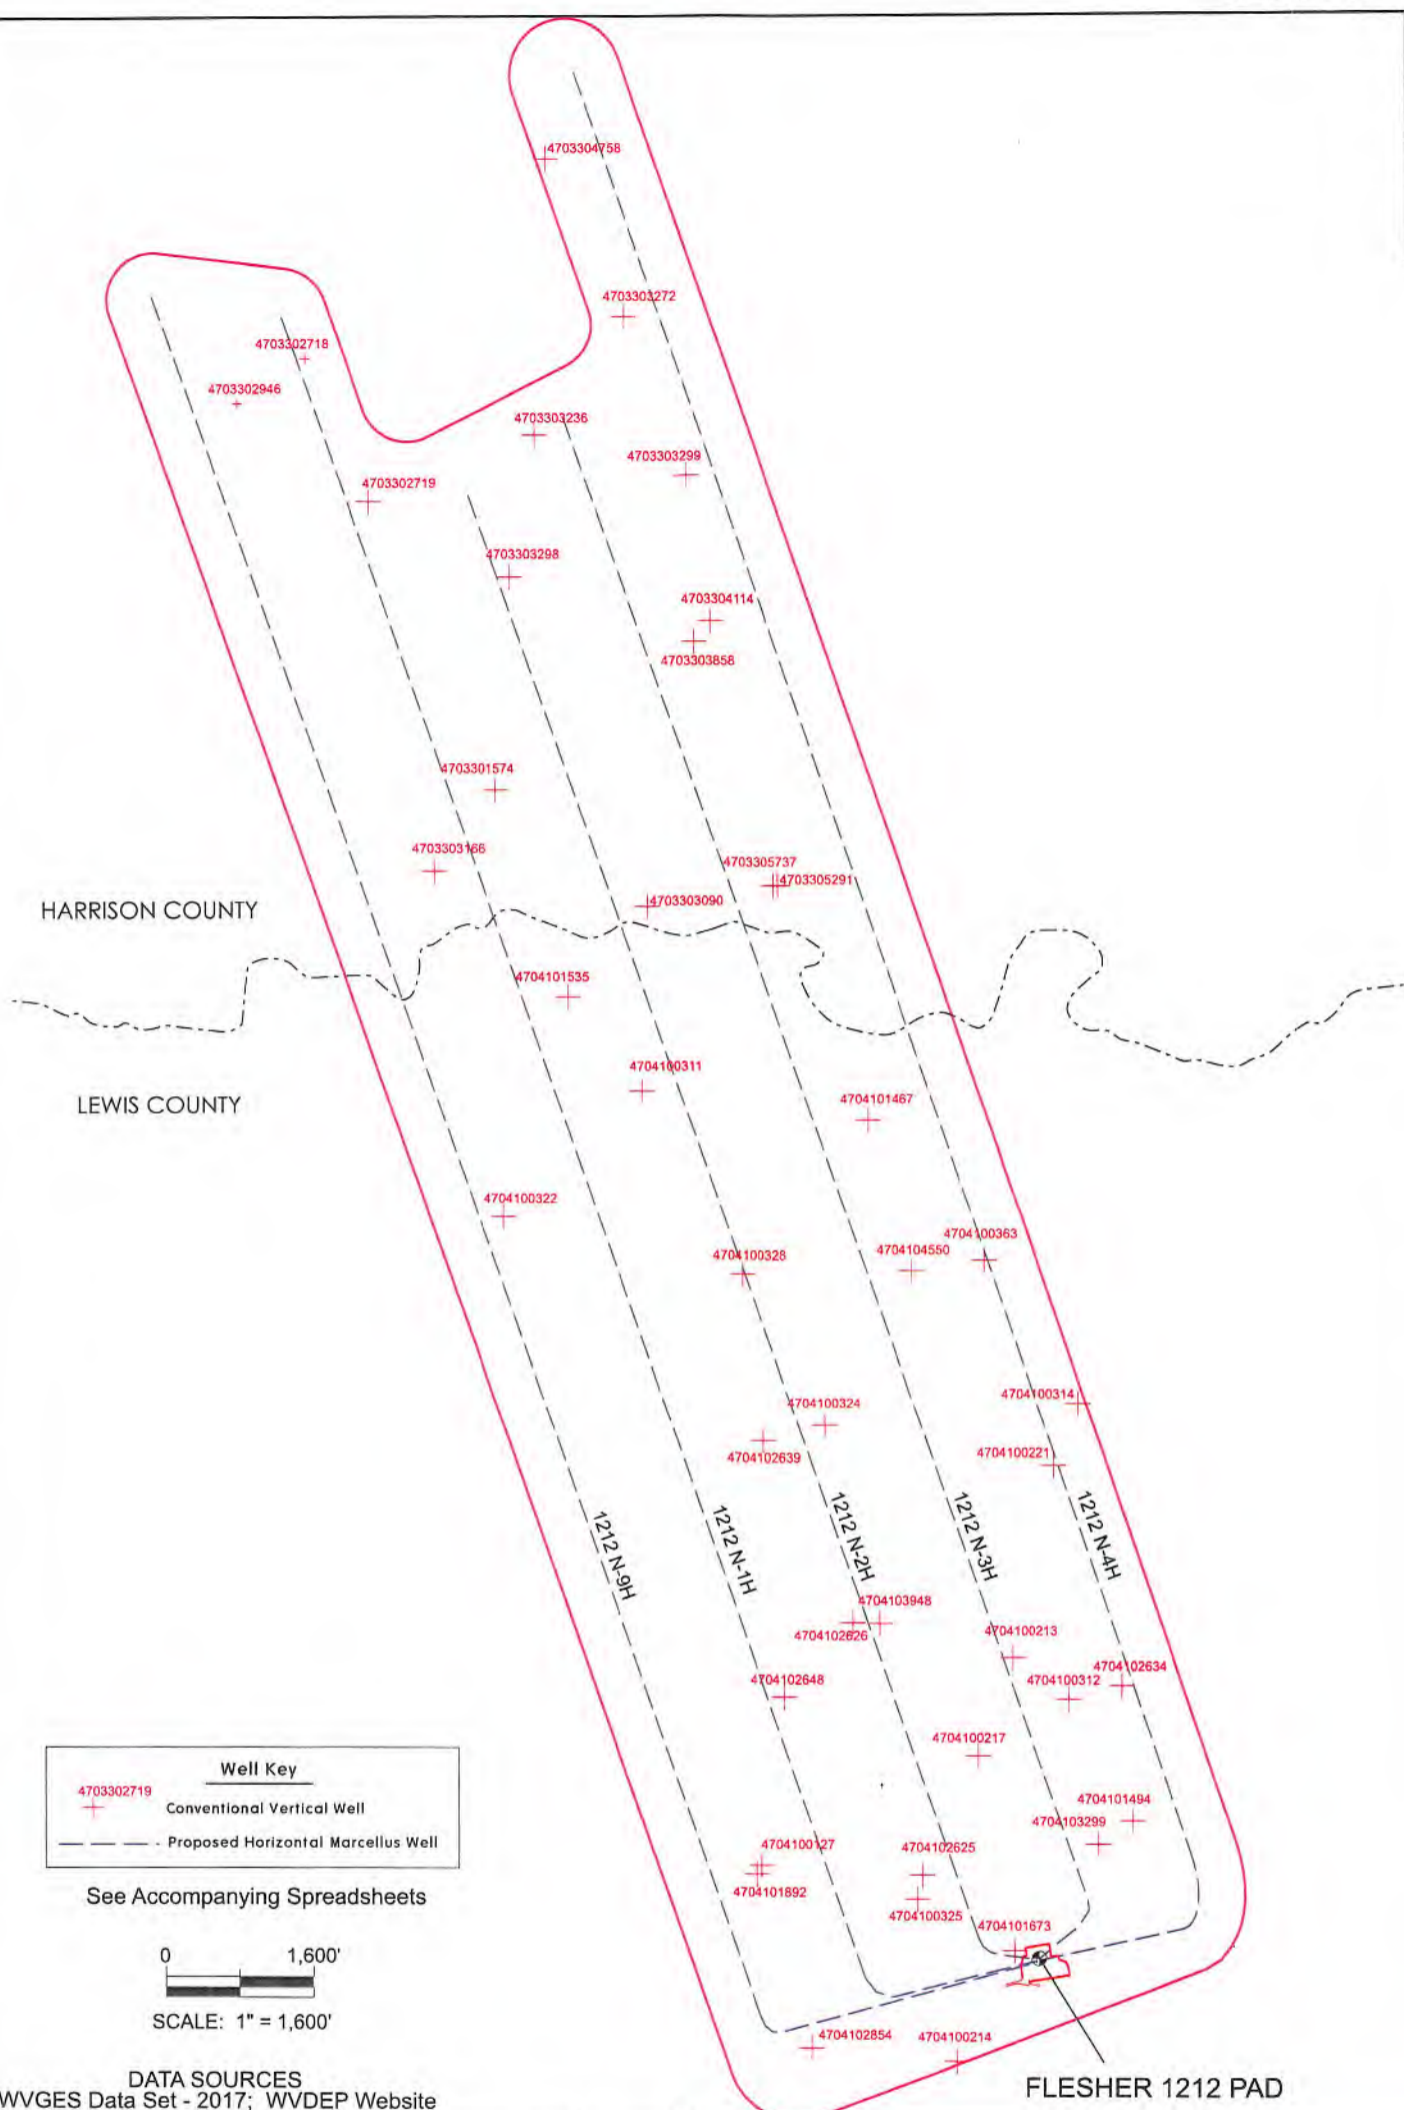 4703304758
4703303272
4703302718
4703302946
4703303236
4703303299
4703302719
4703303298
4703304114
4703303858
4703301574
4703303166
4703305737
4703305291
4703303090
HARRISON COUNTY
4704101535
4704100311
LEWIS COUNTY
4704101467
4704100322
4704100363
4704104550
4704100328
4704100314
4704100324
4704102639
4704100221
1212 N-9H
1212 N-1H
1212 N-2H
1212 N-3H
1212 N-4H
4704103948
4704102626
4704100213
4704102634
4704100312
4704102648
4704100217
Well Key
4703302719
Conventional Vertical Well
Proposed Horizontal Marcellus Well
4704101494
4704103299
4704100127
4704102625
4704101892
4704100325
See Accompanying Spreadsheets
4704101673
0 1,600'
SCALE: 1" = 1,600'
4704102854
4704100214
DATA SOURCES
WVGES Data Set - 2017; WVDEP Website
FLESHER 1212 PAD